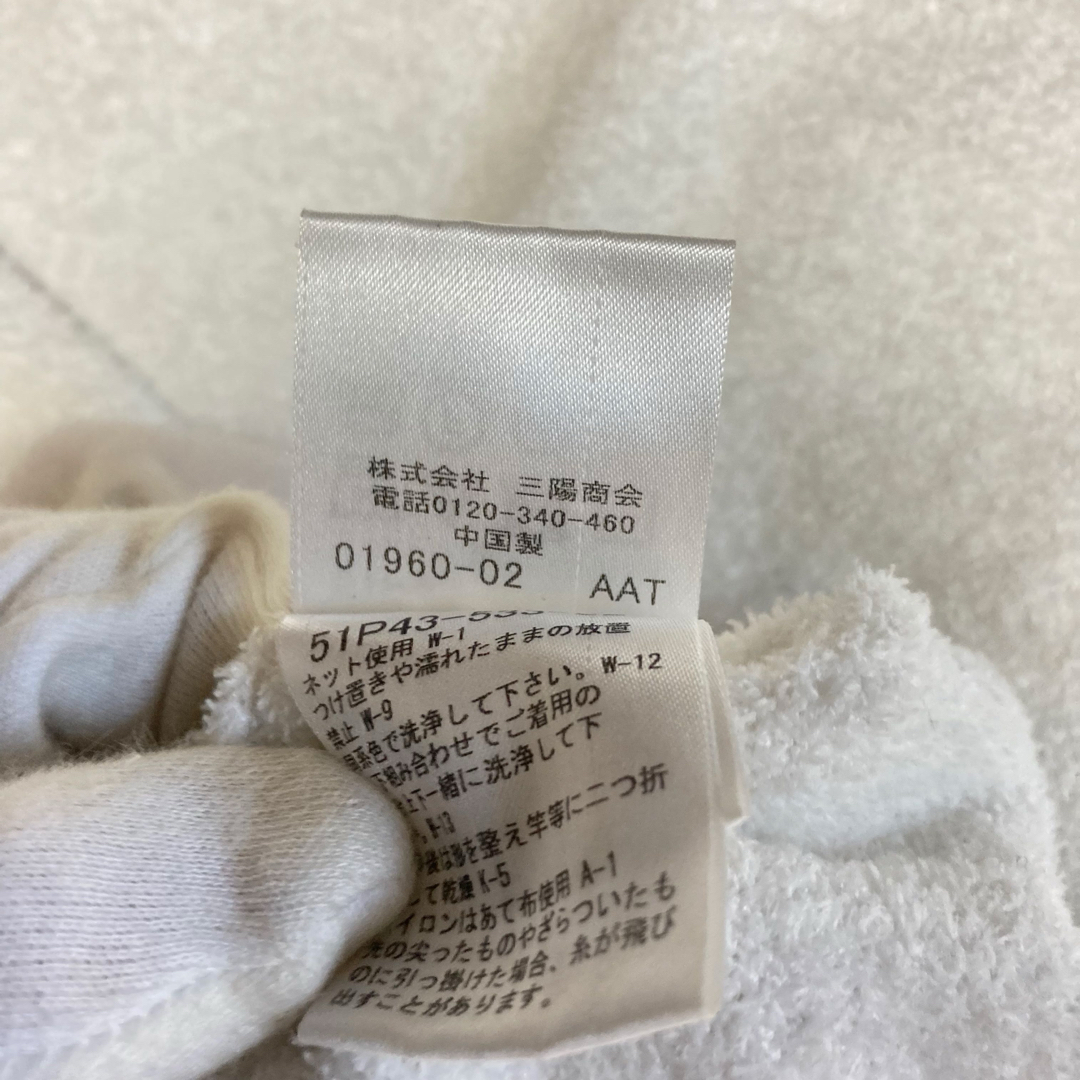 株式会社 三陽商会
電話0120-340-460
中国製
01960-02 AAT
51P43-533
ネット使用 W-1
つけ置きや濡れたままの放置
禁止 W-9
系色で洗浄して下さい。 W-12
組み合わせでご着用の
上下一緒に洗浄して下
W-13
後は形を整え竿等に二つ折
して乾燥 K-5
イロンはあて布使用 A-1
先の尖ったものやざらついたも
のに引っ掛けた場合、糸が飛び
出すことがあります。